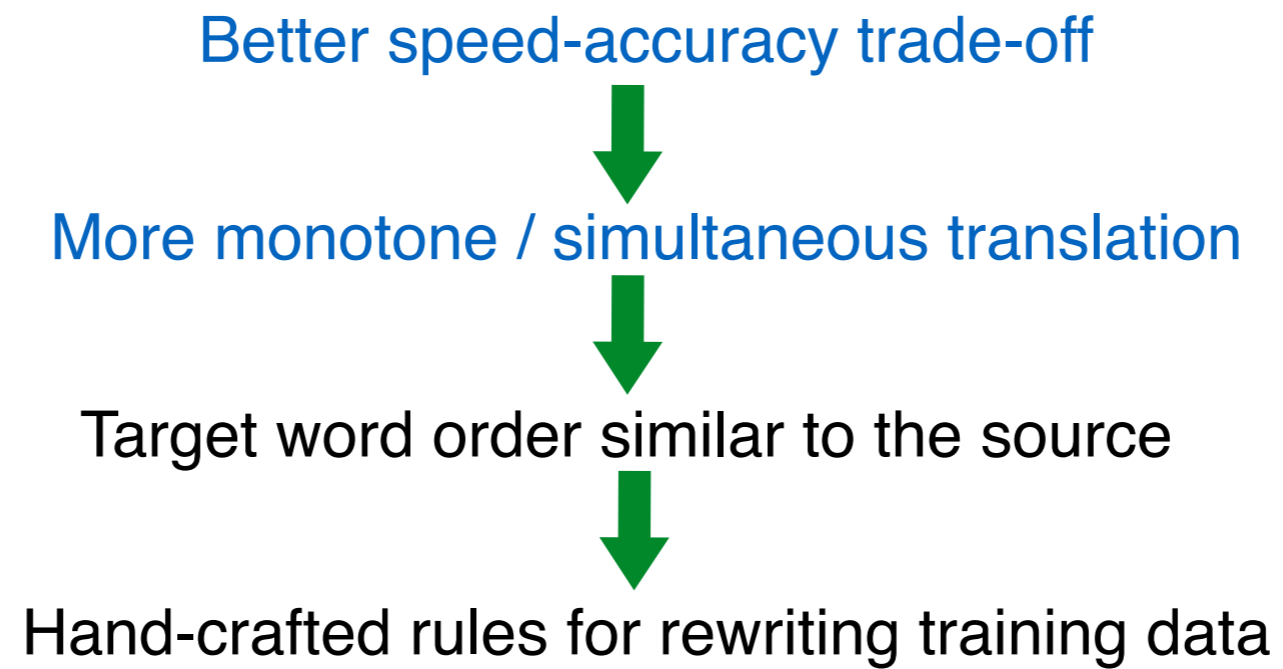 Better speed-accuracy trade-off
More monotone / simultaneous translation
Target word order similar to the source
Hand-crafted rules for rewriting training data